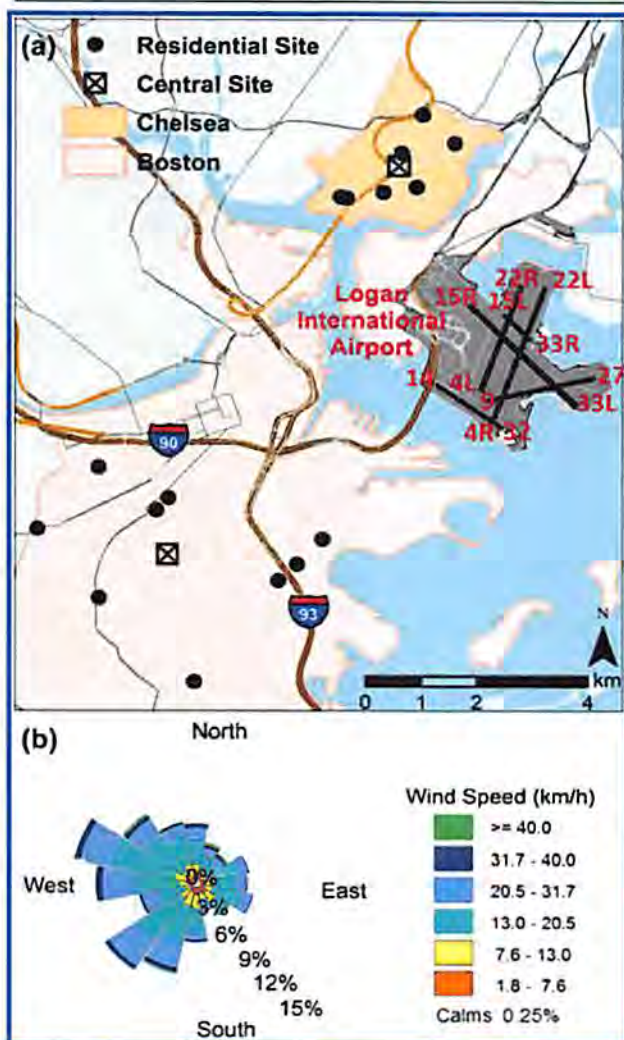 (a)
Residential Site
Central Site
Chelsea
Boston
Logan
International
Airport
22R
22L
15R
15L
33R
14
4L
9
27
33L
4R
32
90
93
N
0 2 4
km
(b)
North
West
East
South
0%
3%
6%
9%
12%
15%
Wind Speed (km/h)
>= 40.0
31.7 - 40.0
20.5 - 31.7
13.0 - 20.5
7.6 - 13.0
1.8 - 7.6
Calms 0.25%